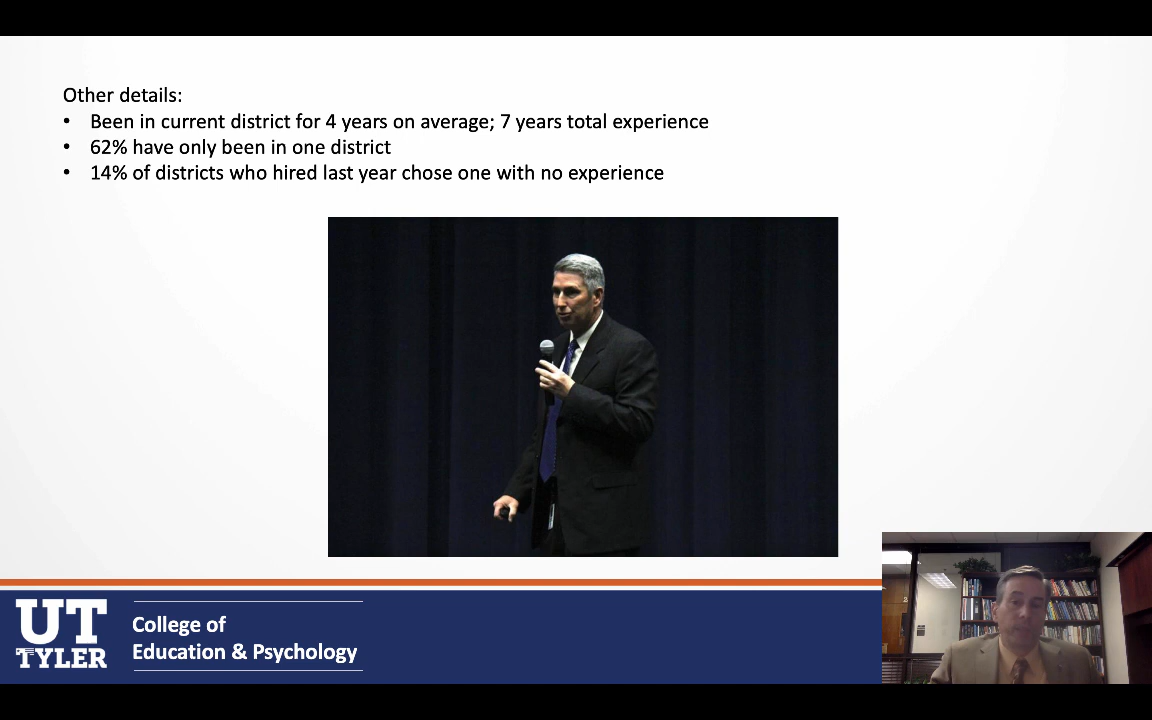 Other details:
• Been in current district for 4 years on average; 7 years total experience
• 62% have only been in one district
• 14% of districts who hired last year chose one with no experience
UT
TYLER
College of
Education & Psychology